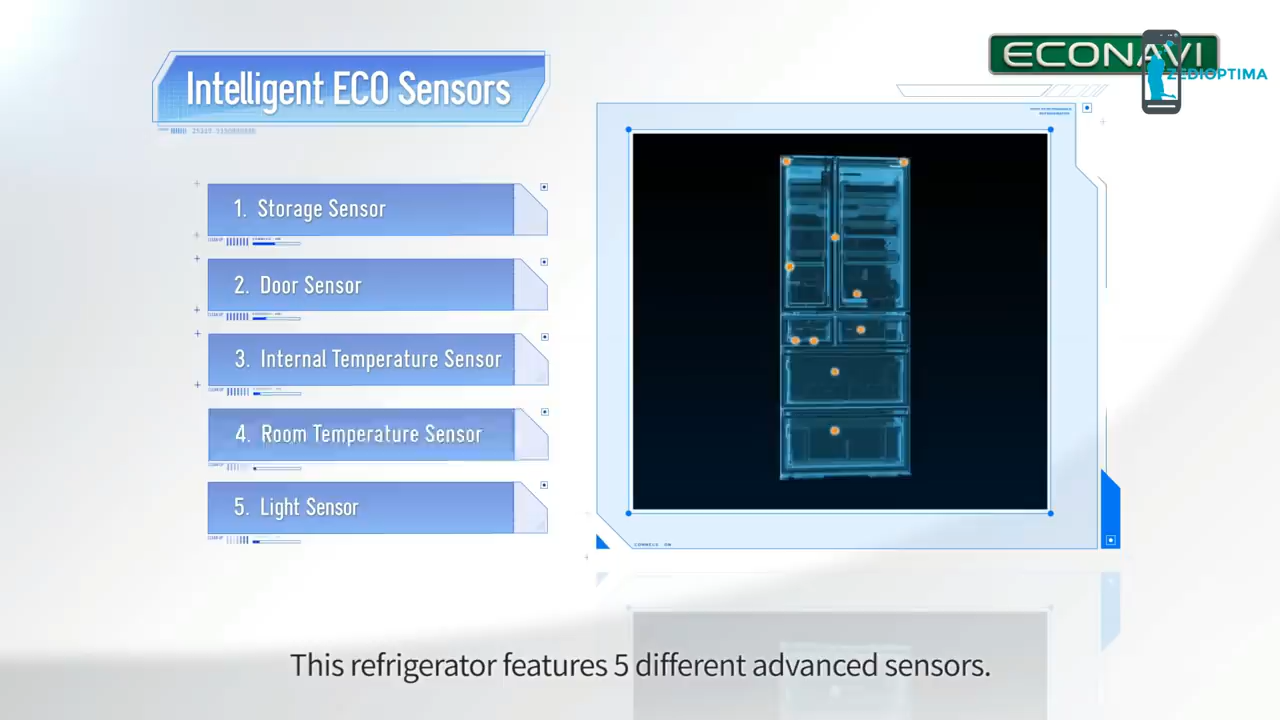 Intelligent ECO Sensors
ECONAVI
ZEDIOPTIMA
1. Storage Sensor
2. Door Sensor
3. Internal Temperature Sensor
4. Room Temperature Sensor
5. Light Sensor
This refrigerator features 5 different advanced sensors.